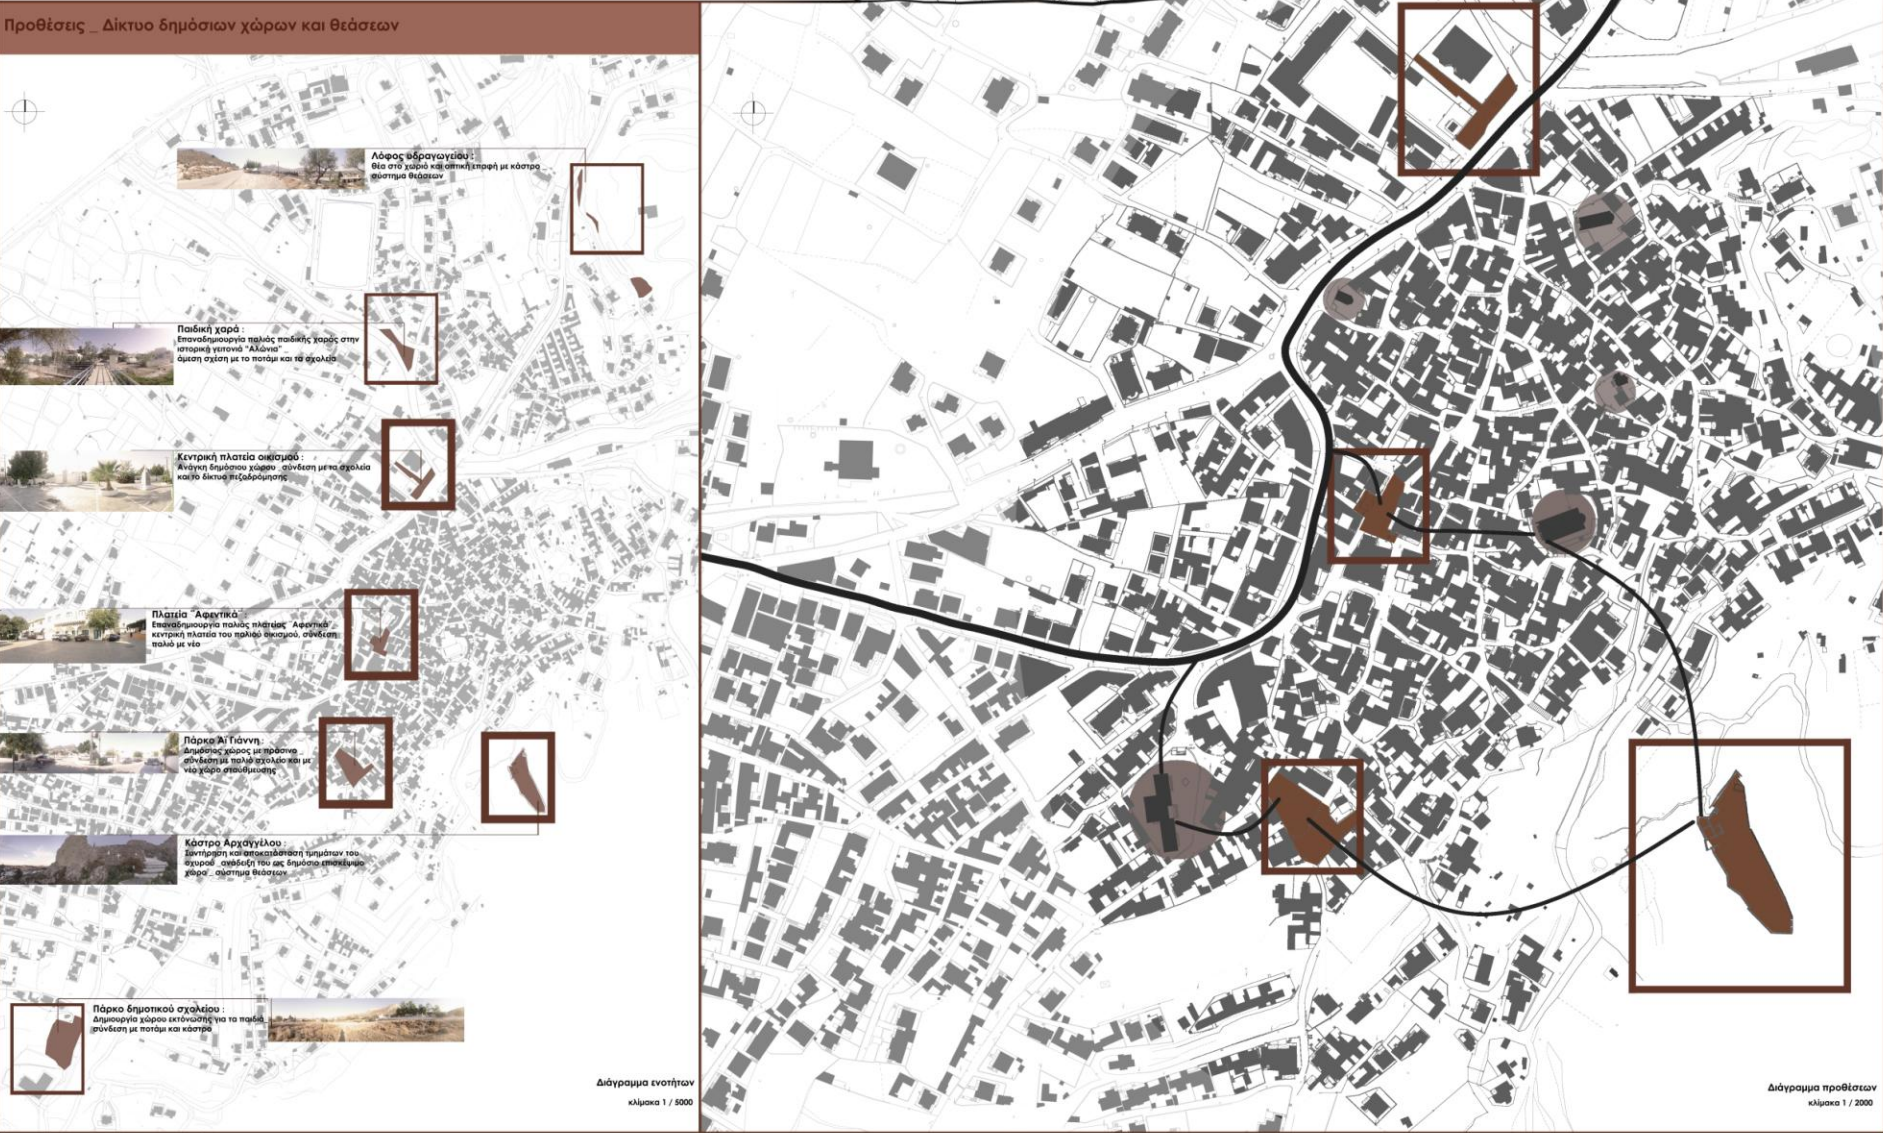 Προθέσεις _ Δίκτυο δημόσιων χώρων και θεάσεων
Λόφος υδραγωγείου :
θέα στο χωριό και οπτική επαφή με κάστρο _
σύστημα θεάσεων
Παιδική χαρά :
Επαναδημιουργία παλιάς παιδικής χαράς στην
ιστορική γειτονιά "Αλώνια" _
άμεση σχέση με το ποτάμι και τα σχολεία
Κεντρική πλατεία οικισμού :
Ανάγκη δημόσιου χώρου _ σύνδεση με τα σχολεία
και το δίκτυο πεζοδρόμησης
Πλατεία "Αφεντικά" :
Επαναδημιουργία παλιάς πλατείας "Αφεντικά" _
κεντρική πλατεία του παλιού οικισμού, σύνδεση
παλιό με νέο
Πάρκο Άϊ Γιάννη :
Δημόσιος χώρος με πράσινο _
σύνδεση με παλιό σχολείο και με
νέο χώρο στάθμευσης
Κάστρο Αρχαγγέλου :
Συντήρηση και αποκατάσταση τμημάτων του
οχυρού _ ανάδειξή του ως δημόσιο επισκέψιμο
χώρο _ σύστημα θεάσεων
Πάρκο δημοτικού σχολείου :
Δημιουργία χώρου εκτόνωσης για τα παιδιά _
σύνδεση με ποτάμι και κάστρο
Διάγραμμα ενοτήτων
κλίμακα 1 / 5000
Διάγραμμα προθέσεων
κλίμακα 1 / 2000